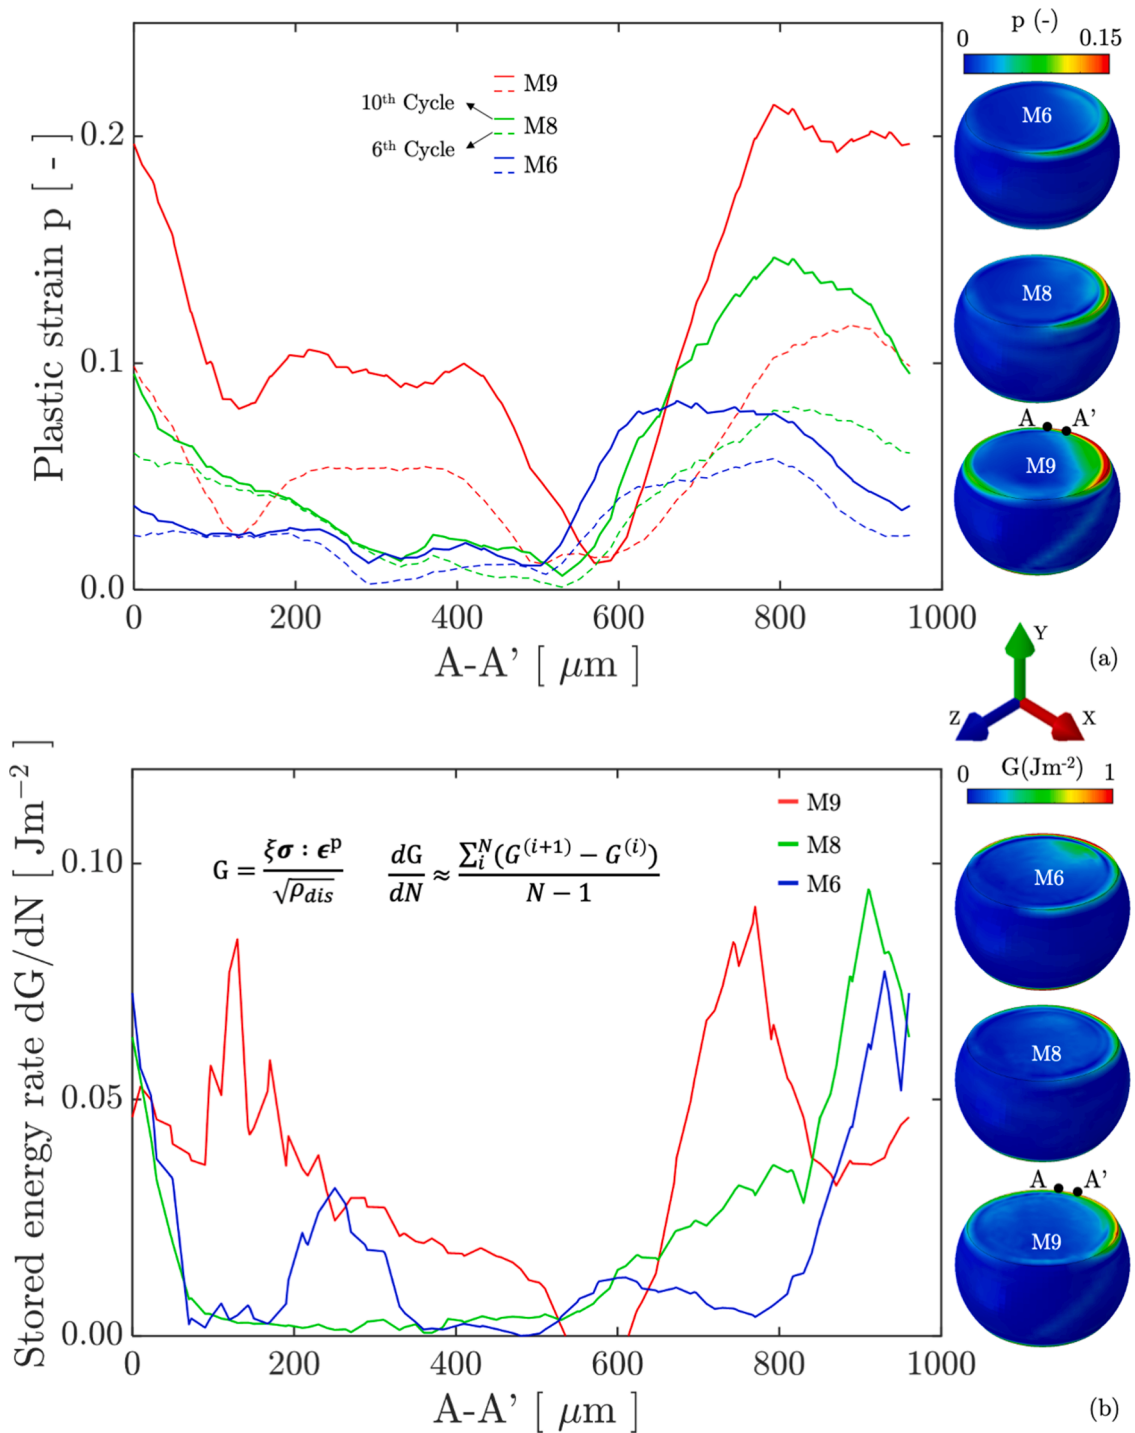 p (-)
0 0.15
M6
M8
A A'
M9
Plastic strain p [ - ]
0.2
0.1
0.0
10th Cycle
6th Cycle
M9
M8
M6
0 200 400 600 800 1000
A-A' [ μm ]
(a)
Y
Z
X
Stored energy rate dG/dN [ Jm−2 ]
0.10
0.05
0.00
G = ξσ : ϵp / √ρdis
dG/dN ≈ ∑iN(G(i+1) − G(i)) / N − 1
M9
M8
M6
0 200 400 600 800 1000
A-A' [ μm ]
0 G(Jm-2) 1
M6
M8
A A'
M9
(b)